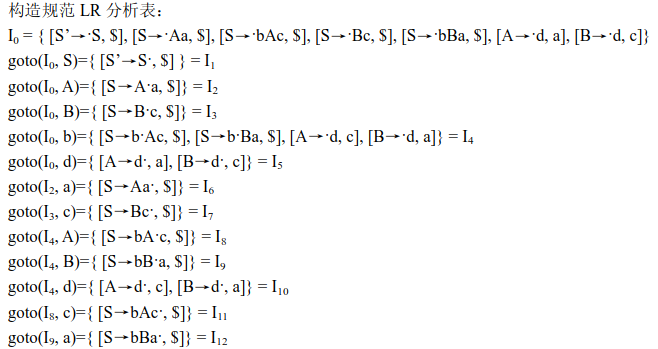 构造规范 LR 分析表:
I₀ = { [S’→·S, $], [S→·Aa, $], [S→·bAc, $], [S→·Bc, $], [S→·bBa, $], [A→·d, a], [B→·d, c]}
goto(I₀, S)={ [S’→S·, $] } = I₁
goto(I₀, A)={ [S→A·a, $]} = I₂
goto(I₀, B)={ [S→B·c, $]} = I₃
goto(I₀, b)={ [S→b·Ac, $], [S→b·Ba, $], [A→·d, c], [B→·d, a]} = I₄
goto(I₀, d)={ [A→d·, a], [B→d·, c]} = I₅
goto(I₂, a)={ [S→Aa·, $]} = I₆
goto(I₃, c)={ [S→Bc·, $]} = I₇
goto(I₄, A)={ [S→bA·c, $]} = I₈
goto(I₄, B)={ [S→bB·a, $]} = I₉
goto(I₄, d)={ [A→d·, c], [B→d·, a]} = I₁₀
goto(I₈, c)={ [S→bAc·, $]} = I₁₁
goto(I₉, a)={ [S→bBa·, $]} = I₁₂